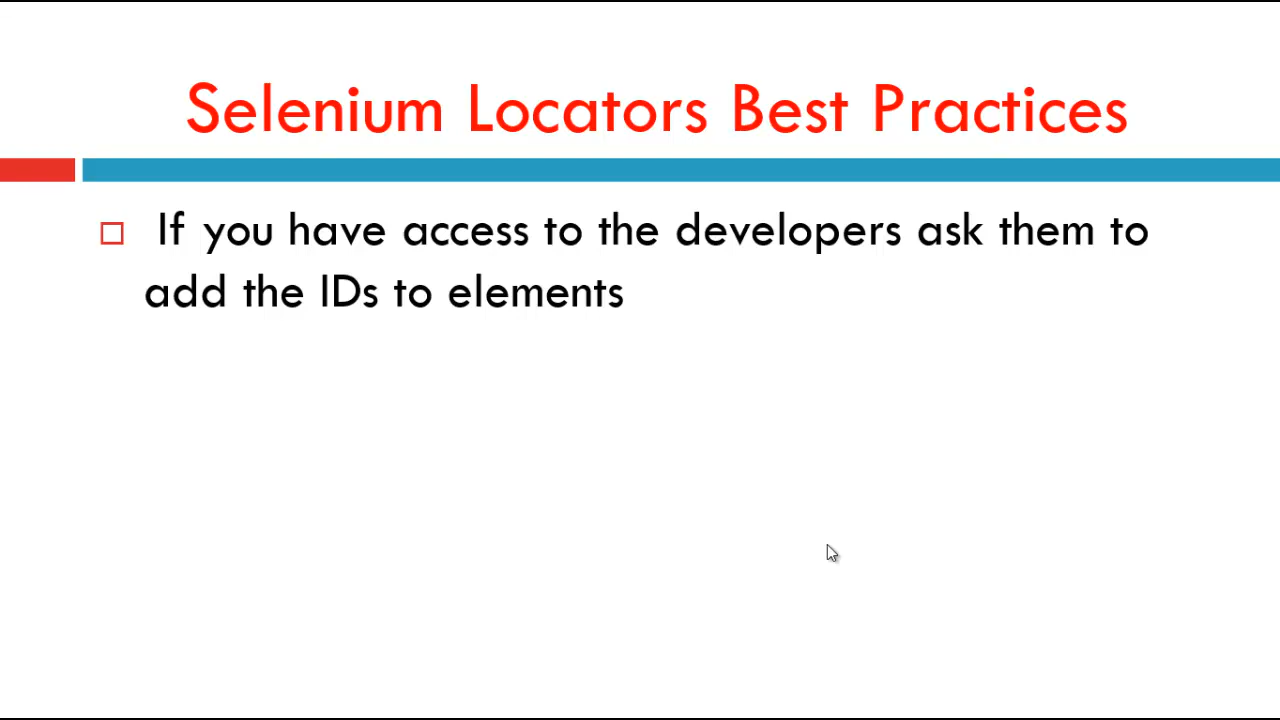 Selenium Locators Best Practices
If you have access to the developers ask them to
add the IDs to elements